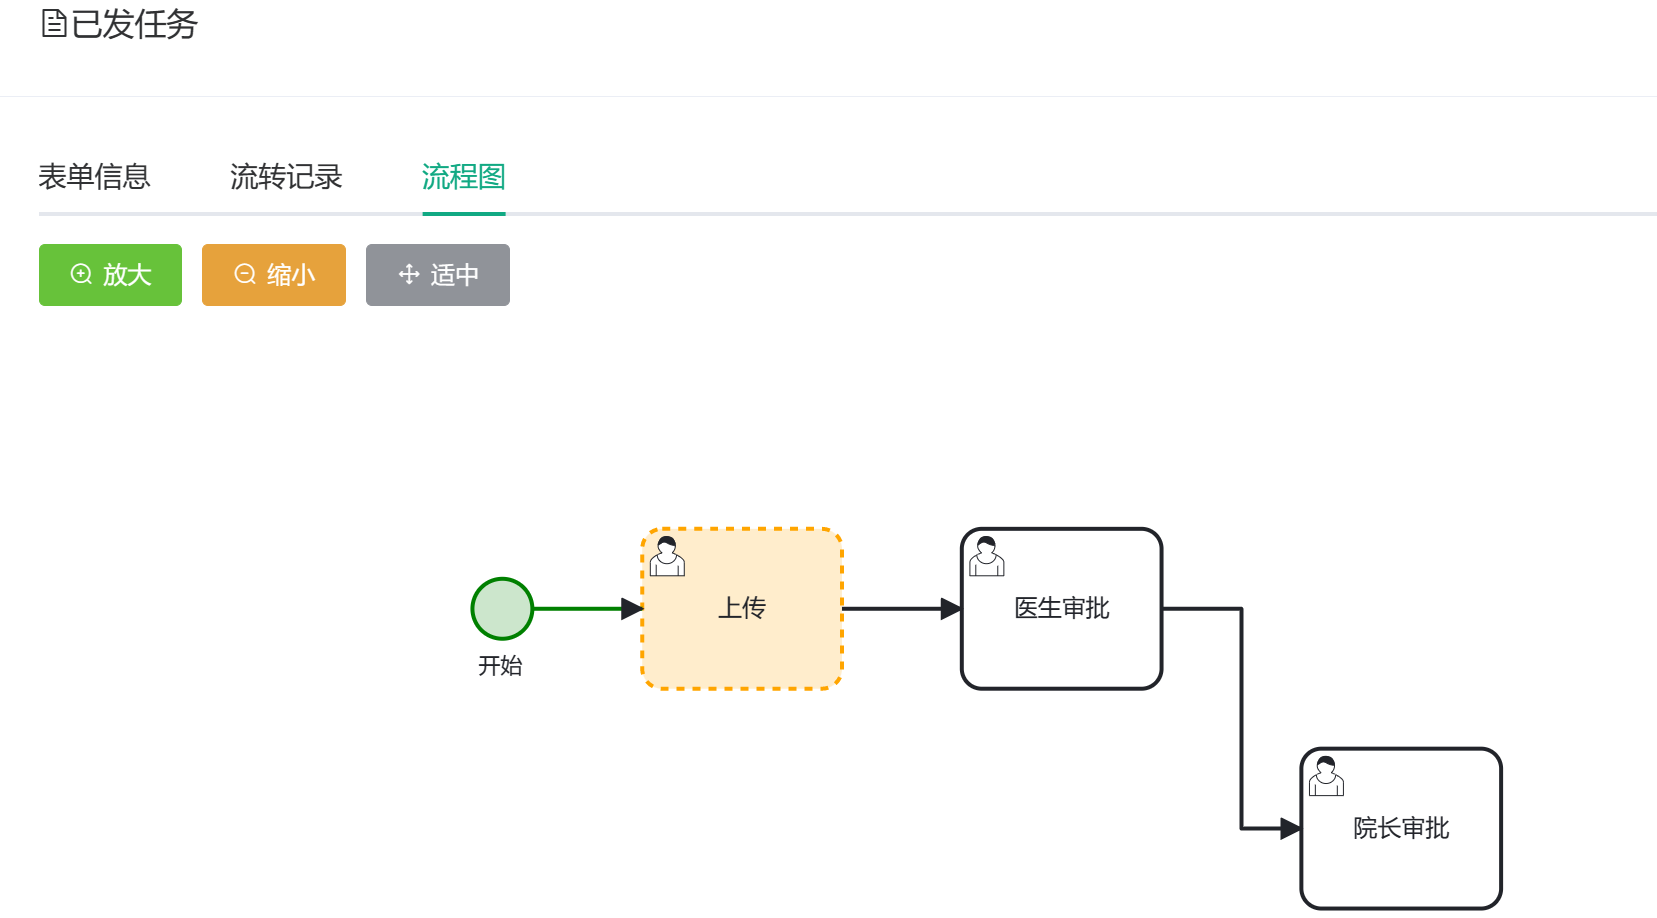 已发任务
表单信息 流转记录 流程图
放大 缩小 适中
上传 医生审批
开始
院长审批